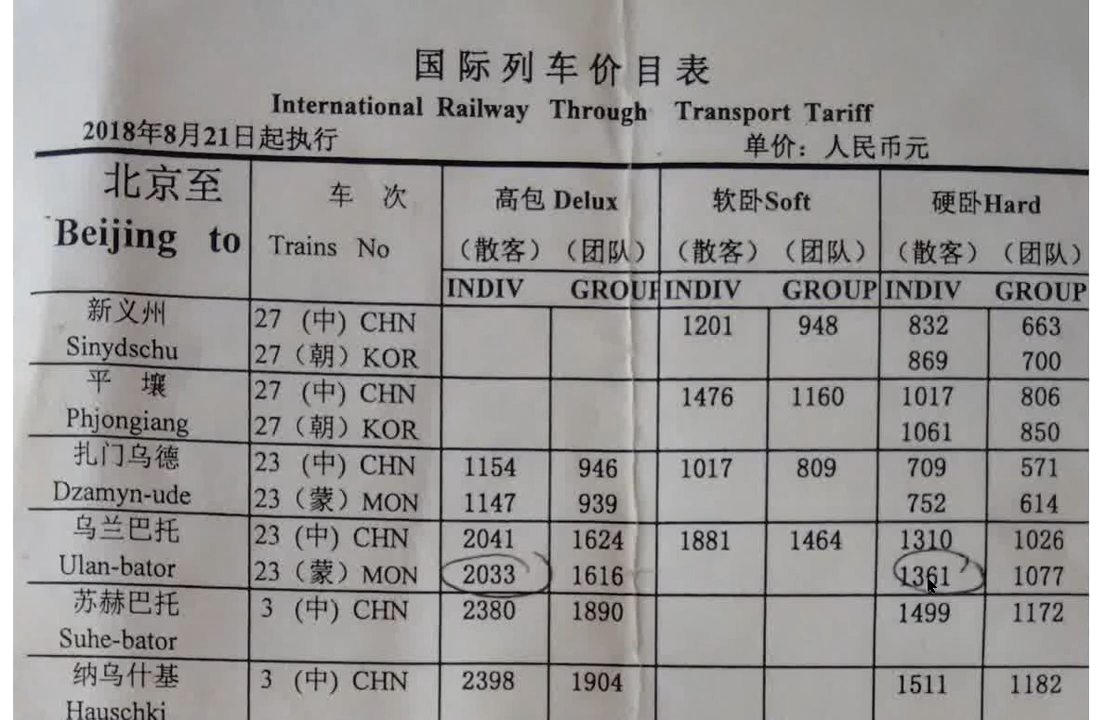 国际列车价目表
International Railway Through Transport Tariff
2018年8月21日起执行 单价：人民币元
北京至 车 次 高包 Delux 软卧Soft 硬卧Hard
Beijing to Trains No （散客） （团队） （散客） （团队） （散客） （团队）
INDIV GROUP INDIV GROUP INDIV GROUP
新义州 27 (中) CHN 1201 948 832 663
Sinydschu 27（朝）KOR 869 700
平 壤 27 (中) CHN 1476 1160 1017 806
Phjongiang 27（朝）KOR 1061 850
扎门乌德 23 (中) CHN 1154 946 1017 809 709 571
Dzamyn-ude 23（蒙）MON 1147 939 752 614
乌兰巴托 23 (中) CHN 2041 1624 1881 1464 1310 1026
Ulan-bator 23（蒙）MON 2033 1616 1361 1077
苏赫巴托 3 (中) CHN 2380 1890 1499 1172
Suhe-bator
纳乌什基 3 (中) CHN 2398 1904 1511 1182
Hauschki